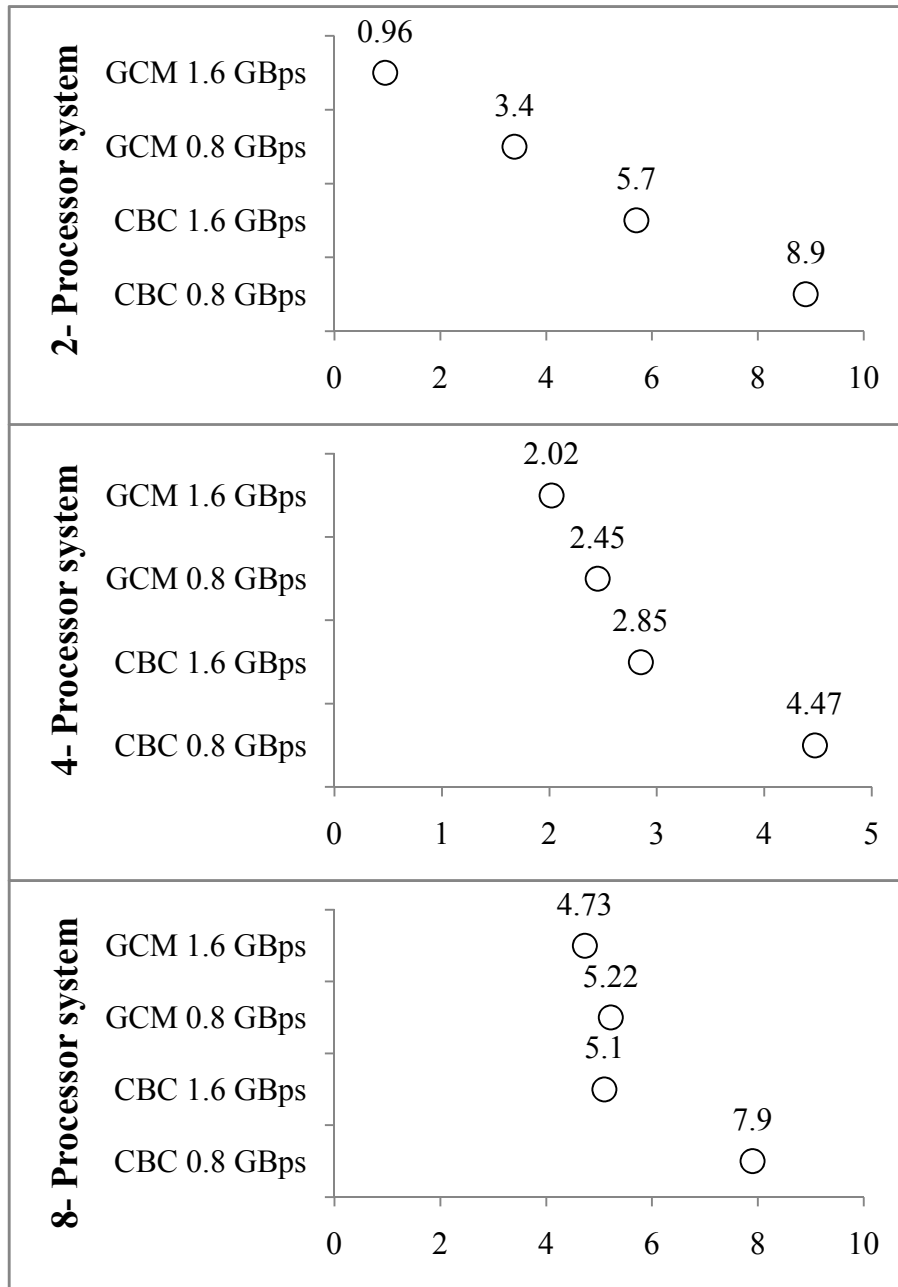 2- Processor system
0.96
GCM 1.6 GBps
3.4
GCM 0.8 GBps
5.7
CBC 1.6 GBps
8.9
CBC 0.8 GBps
0 2 4 6 8 10
4- Processor system
2.02
GCM 1.6 GBps
2.45
GCM 0.8 GBps
2.85
CBC 1.6 GBps
4.47
CBC 0.8 GBps
0 1 2 3 4 5
8- Processor system
4.73
GCM 1.6 GBps
5.22
GCM 0.8 GBps
5.1
CBC 1.6 GBps
7.9
CBC 0.8 GBps
0 2 4 6 8 10